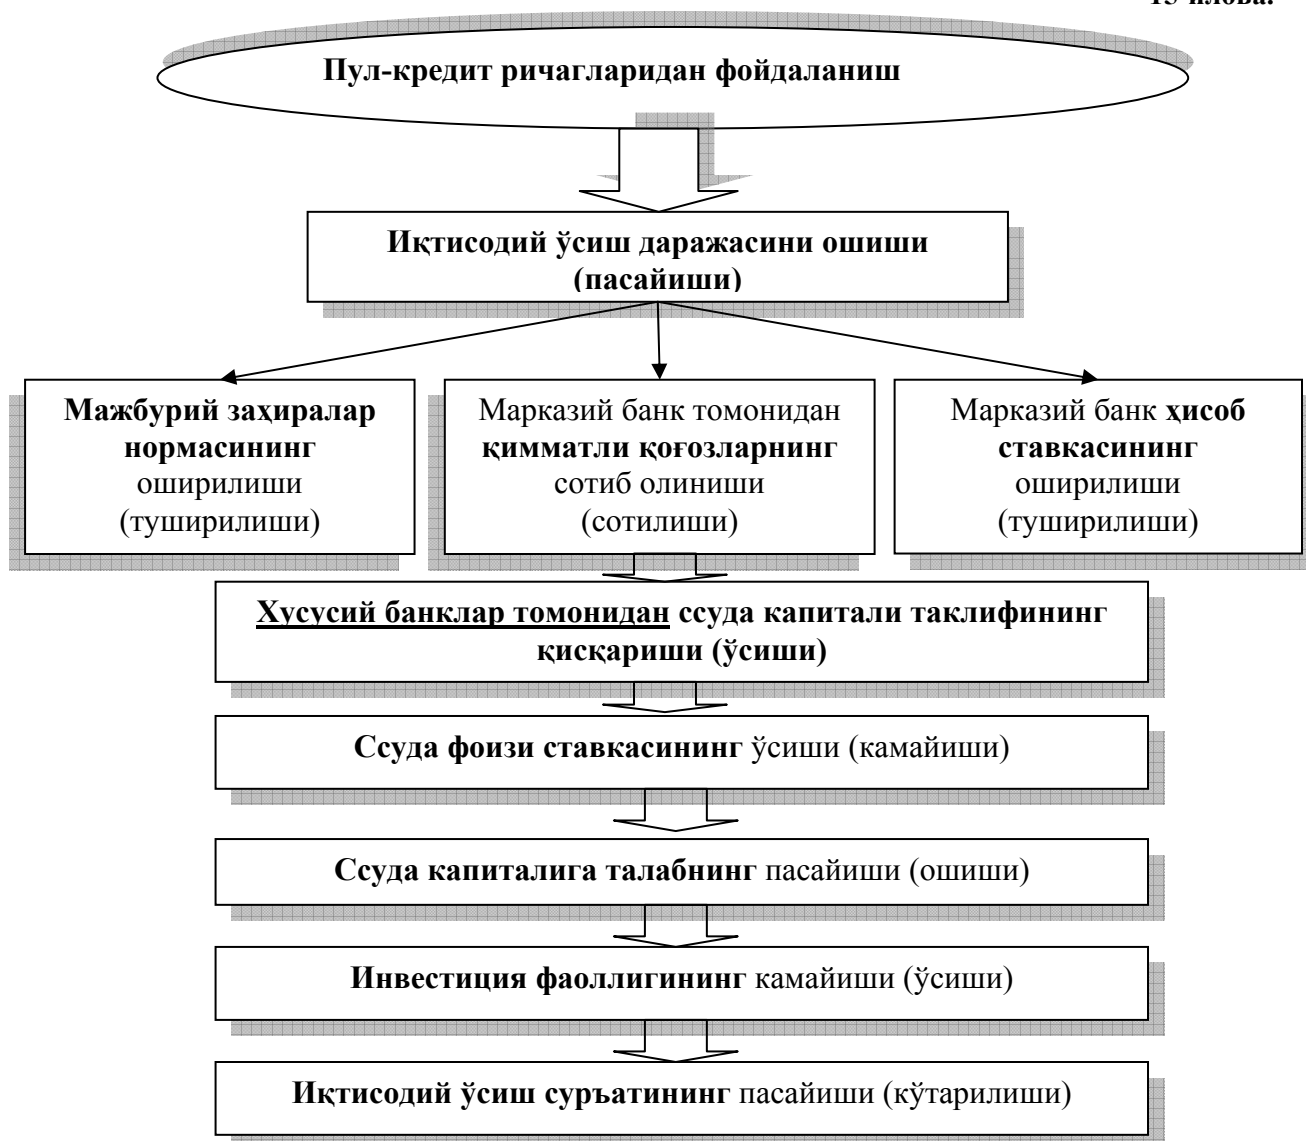 15-илова.
Пул-кредит ричагларидан фойдаланиш
Иқтисодий ўсиш даражасини ошиши
(пасайиши)
Мажбурий заҳиралар
нормасининг
оширилиши
(туширилиши)
Марказий банк томонидан
қимматли қоғозларнинг
сотиб олиниши
(сотилиши)
Марказий банк ҳисоб
ставкасининг
оширилиши
(туширилиши)
Хусусий банклар томонидан ссуда капитали таклифининг
қисқариши (ўсиши)
Ссуда фоизи ставкасининг ўсиши (камайиши)
Ссуда капиталига талабнинг пасайиши (ошиши)
Инвестиция фаоллигининг камайиши (ўсиши)
Иқтисодий ўсиш суръатининг пасайиши (кўтарилиши)